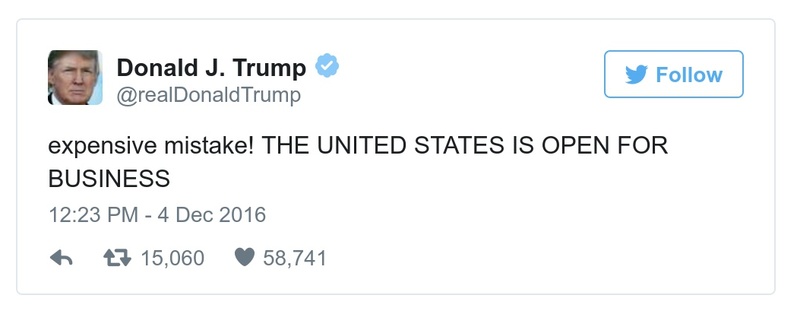 Donald J. Trump
@realDonaldTrump
Follow
expensive mistake! THE UNITED STATES IS OPEN FOR
BUSINESS
12:23 PM - 4 Dec 2016
15,060 58,741